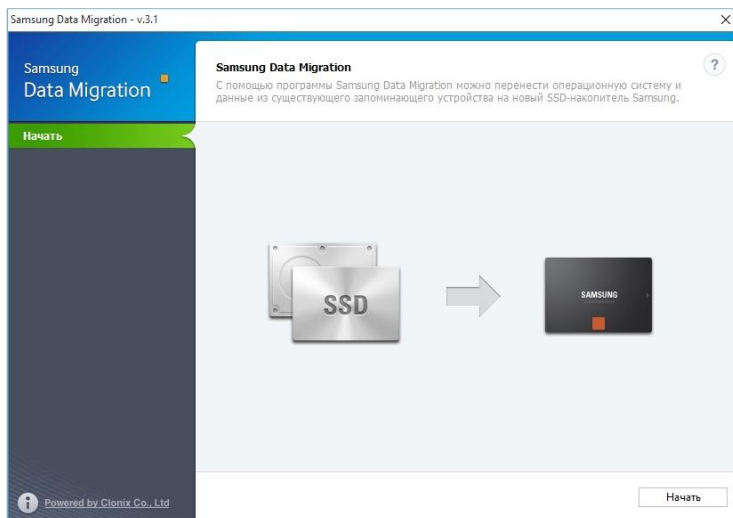 Samsung Data Migration - v.3.1
Samsung
Data Migration
Samsung Data Migration
?
С помощью программы Samsung Data Migration можно перенести операционную систему и
данные из существующего запоминающего устройства на новый SSD-накопитель Samsung.
Начать
SSD
SAMSUNG
Powered by Clonix Co., Ltd
Начать